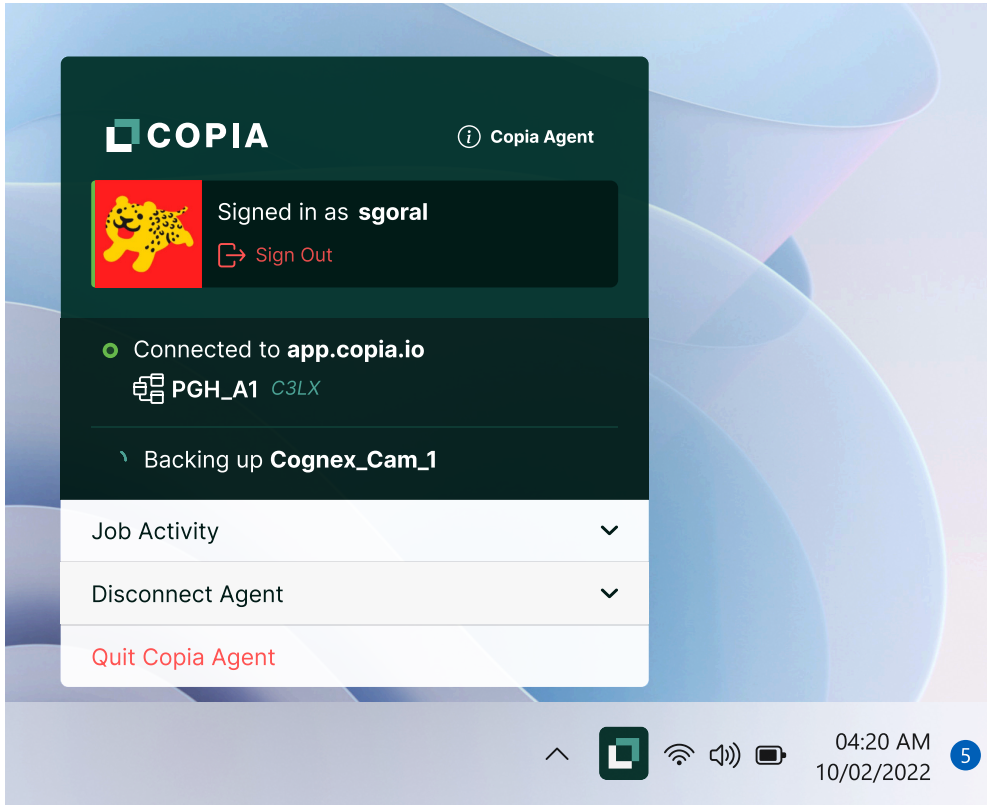 COPIA
Copia Agent
Signed in as sgoral
Sign Out
Connected to app.copia.io
PGH_A1 C3LX
Backing up Cognex_Cam_1
Job Activity
Disconnect Agent
Quit Copia Agent
04:20 AM
10/02/2022
5